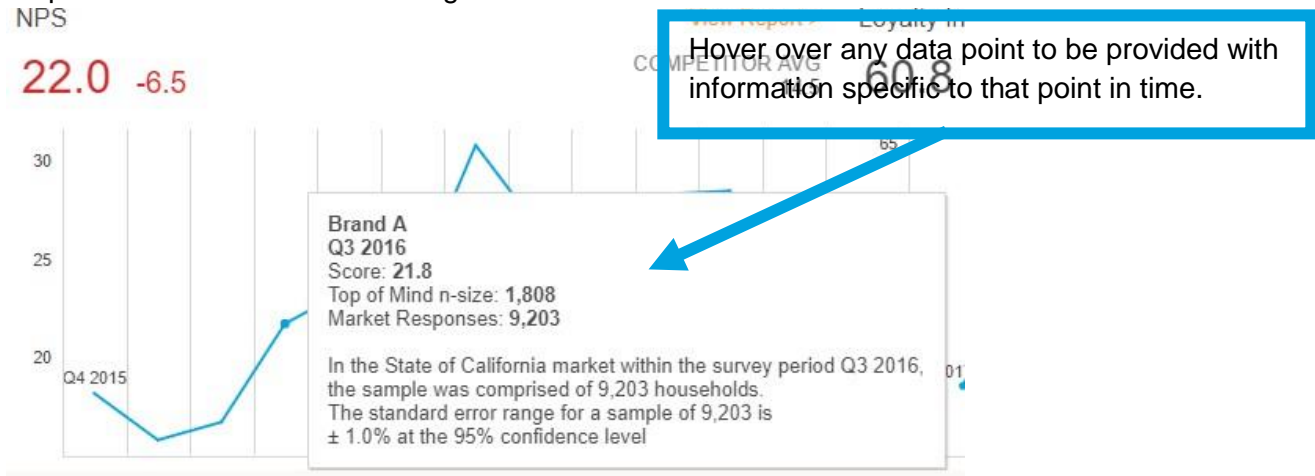 NPS
Hover over any data point to be provided with
information specific to that point in time.
22.0 -6.5
COMPETITOR AVG
60.8
30
65
25
20
Q4 2015
Brand A
Q3 2016
Score: 21.8
Top of Mind n-size: 1,808
Market Responses: 9,203
In the State of California market within the survey period Q3 2016,
the sample was comprised of 9,203 households.
The standard error range for a sample of 9,203 is
± 1.0% at the 95% confidence level